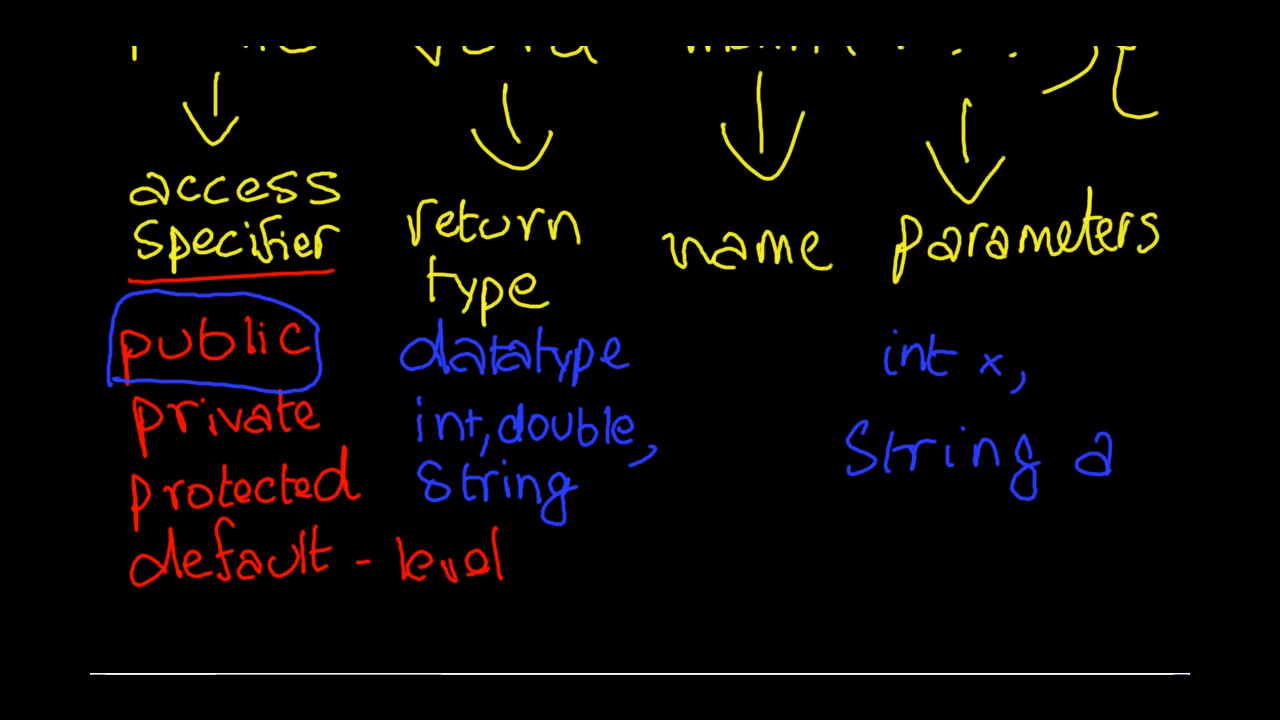 access return name parameters
specifier type
public datatype int x,
private int, double, String a
protected String
default - level